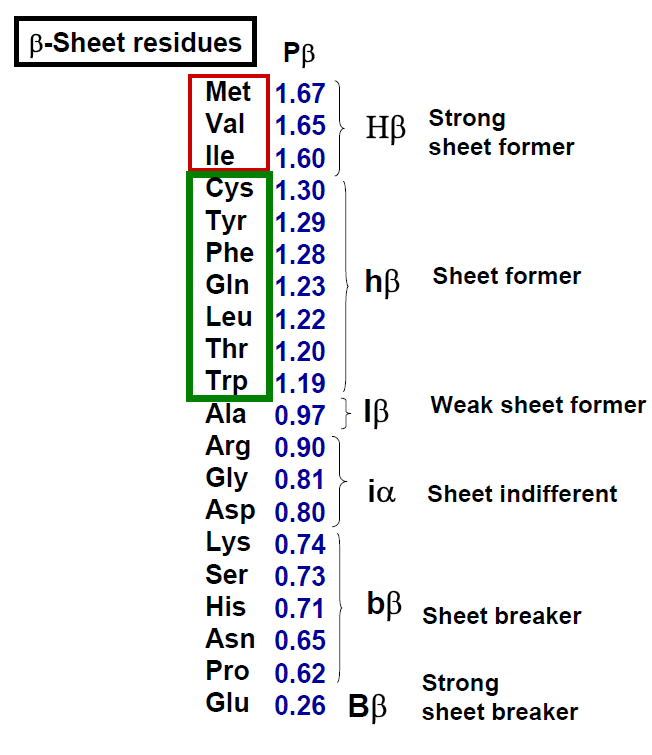 β-Sheet residues Pβ
Met 1.67
Val 1.65 Hβ Strong
Ile 1.60 sheet former
Cys 1.30
Tyr 1.29
Phe 1.28
Gln 1.23 hβ Sheet former
Leu 1.22
Thr 1.20
Trp 1.19
Ala 0.97 Iβ Weak sheet former
Arg 0.90
Gly 0.81 iα Sheet indifferent
Asp 0.80
Lys 0.74
Ser 0.73
His 0.71 bβ Sheet breaker
Asn 0.65
Pro 0.62 Strong
Glu 0.26 Bβ sheet breaker